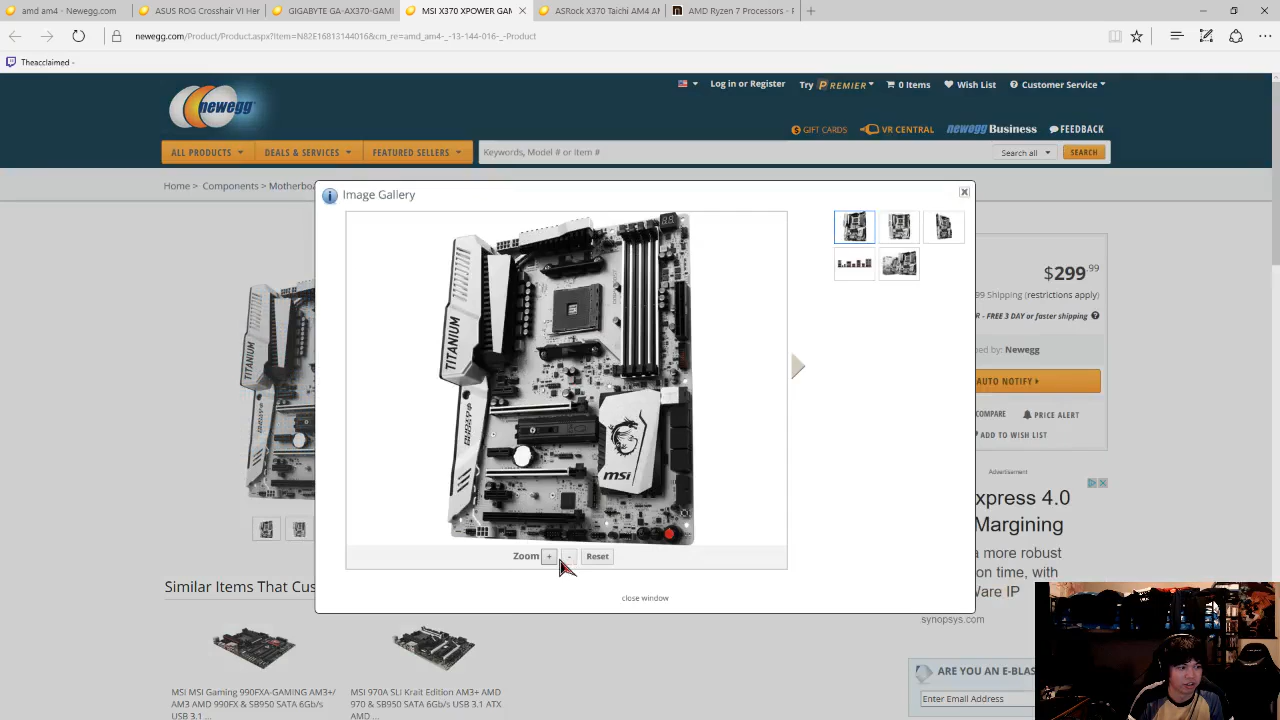 amd am4 - Newegg.com
ASUS ROG Crosshair VI Her
GIGABYTE GA-AX370-GAMI
MSI X370 XPOWER GAM
ASRock X370 Taichi AM4 AM
AMD Ryzen 7 Processors - F
newegg.com/Product/Product.aspx?Item=N82E16813144016&cm_re=amd_am4-_-13-144-016-_-Product
Theacclaimed -
newegg
Log in or Register
Try PREMIER
0 Items
Wish List
Customer Service
GIFT CARDS
VR CENTRAL
newegg Business
FEEDBACK
ALL PRODUCTS
DEALS & SERVICES
FEATURED SELLERS
Keywords, Model # or Item #
Search all
SEARCH
Home > Components > Motherboa
Image Gallery
TITANIUM
msi
Zoom + - Reset
close window
$299.99
99 Shipping (restrictions apply)
R - FREE 3 DAY or faster shipping
ped by: Newegg
AUTO NOTIFY
COMPARE
PRICE ALERT
ADD TO WISH LIST
Advertisement
xpress 4.0
Margining
a more robust
on time, with
Ware IP
synopsys.com
Similar Items That Cus
MSI MSI Gaming 990FXA-GAMING AM3+/
AM3 AMD 990FX & SB950 SATA 6Gb/s
USB 3.1 ...
MSI 970A SLI Krait Edition AM3+ AMD
970 & SB950 SATA 6Gb/s USB 3.1 ATX
AMD ...
ARE YOU AN E-BLAS
Enter Email Address